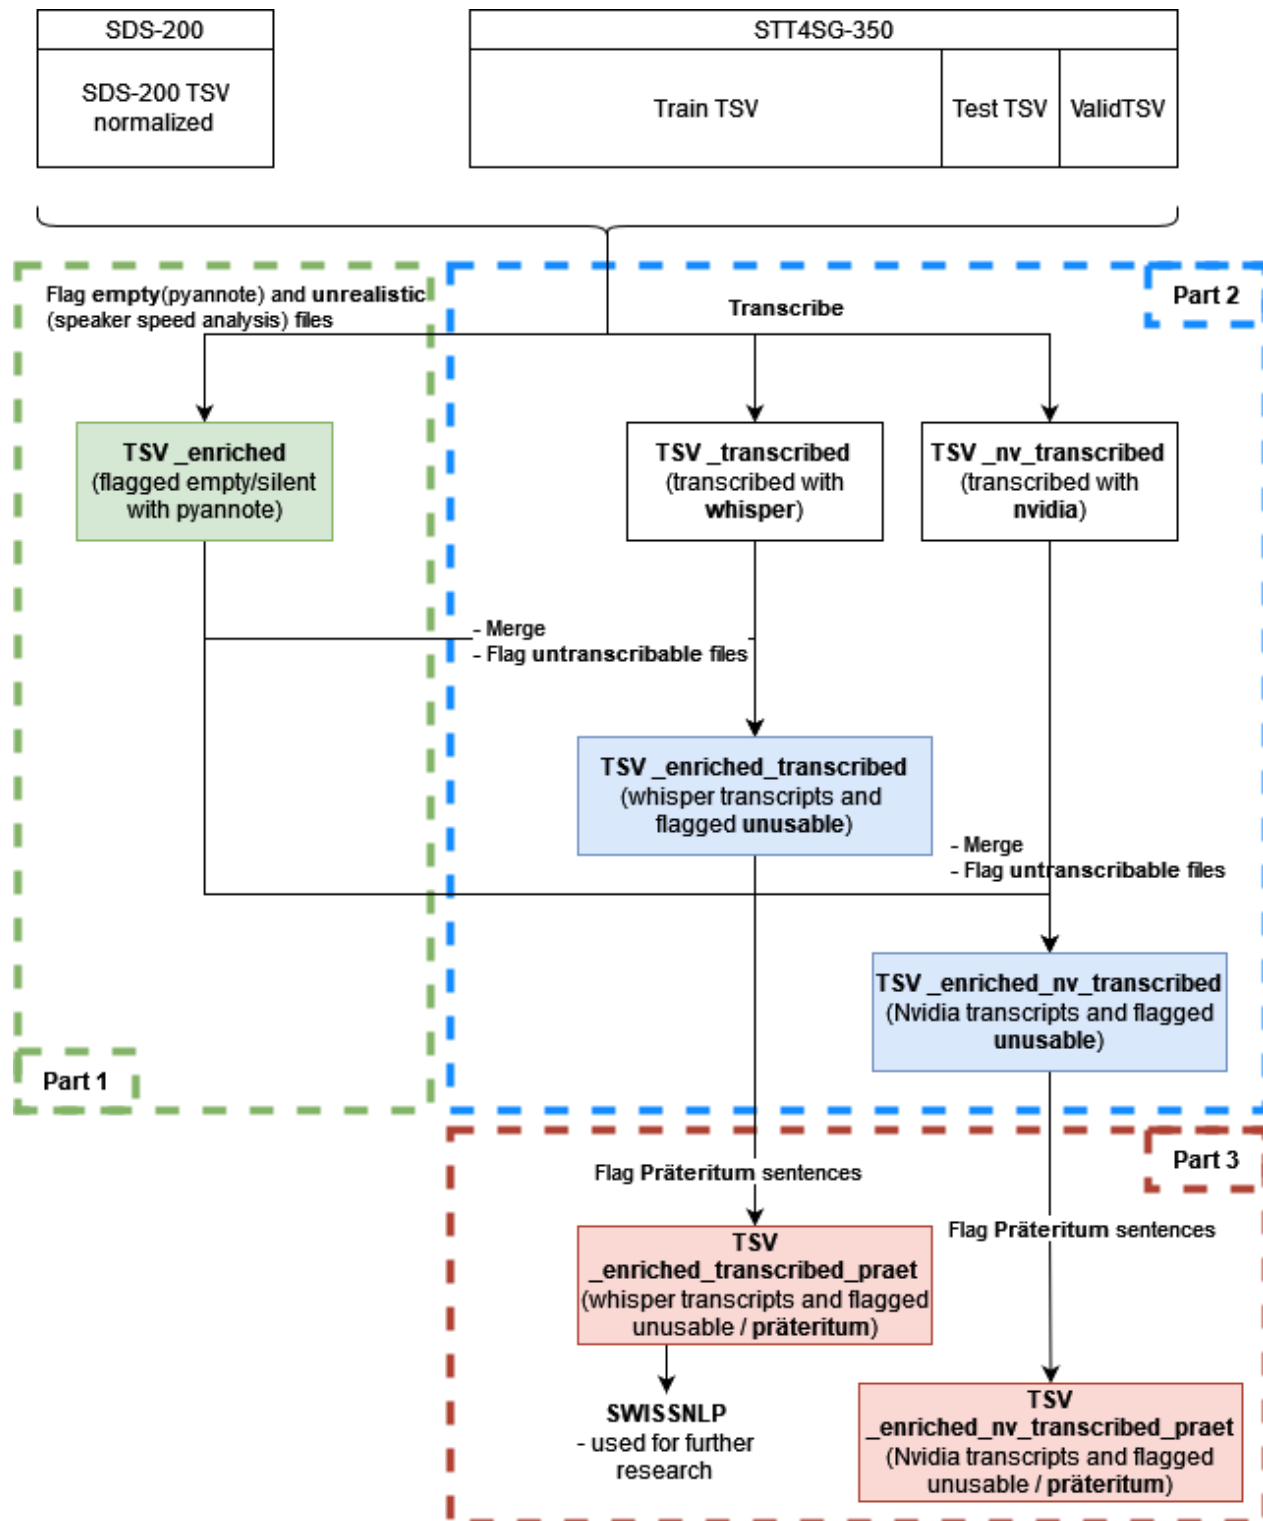 SDS-200
STT4SG-350
SDS-200 TSV
normalized
Train TSV
Test TSV
ValidTSV
Flag empty(pyannote) and unrealistic
(speaker speed analysis) files
Transcribe
Part 2
TSV _enriched
(flagged empty/silent
with pyannote)
TSV _transcribed
(transcribed with
whisper)
TSV _nv_transcribed
(transcribed with
nvidia)
- Merge
- Flag untranscribable files
TSV _enriched_transcribed
(whisper transcripts and
flagged unusable)
- Merge
- Flag untranscribable files
TSV _enriched_nv_transcribed
(Nvidia transcripts and flagged
unusable)
Part 1
Part 3
Flag Präteritum sentences
Flag Präteritum sentences
TSV
_enriched_transcribed_praet
(whisper transcripts and flagged
unusable / präteritum)
SWISSNLP
- used for further
research
TSV
_enriched_nv_transcribed_praet
(Nvidia transcripts and flagged
unusable / präteritum)